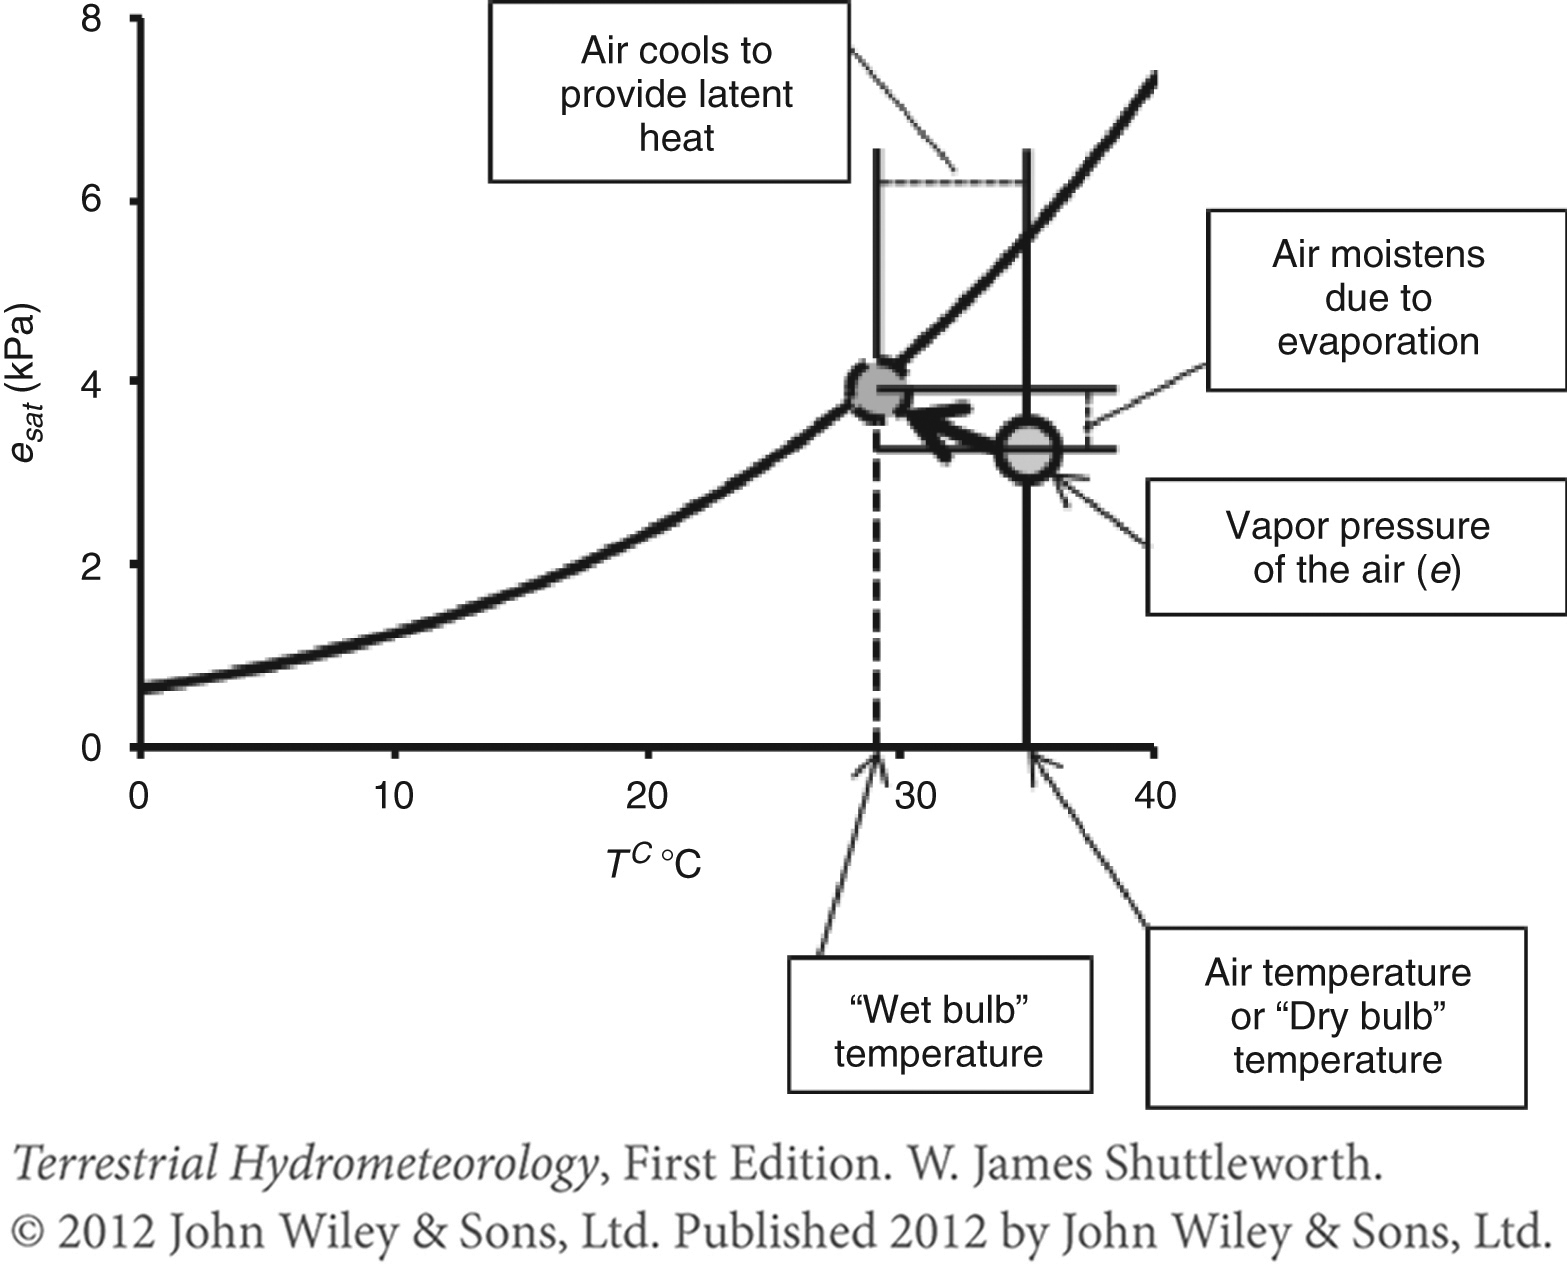 8
6
4
2
0
e_sat (kPa)
0
10
20
30
40
T^C °C
Air cools to
provide latent
heat
Air moistens
due to
evaporation
Vapor pressure
of the air (e)
“Wet bulb”
temperature
Air temperature
or “Dry bulb”
temperature
Terrestrial Hydrometeorology, First Edition. W. James Shuttleworth.
© 2012 John Wiley & Sons, Ltd. Published 2012 by John Wiley & Sons, Ltd.